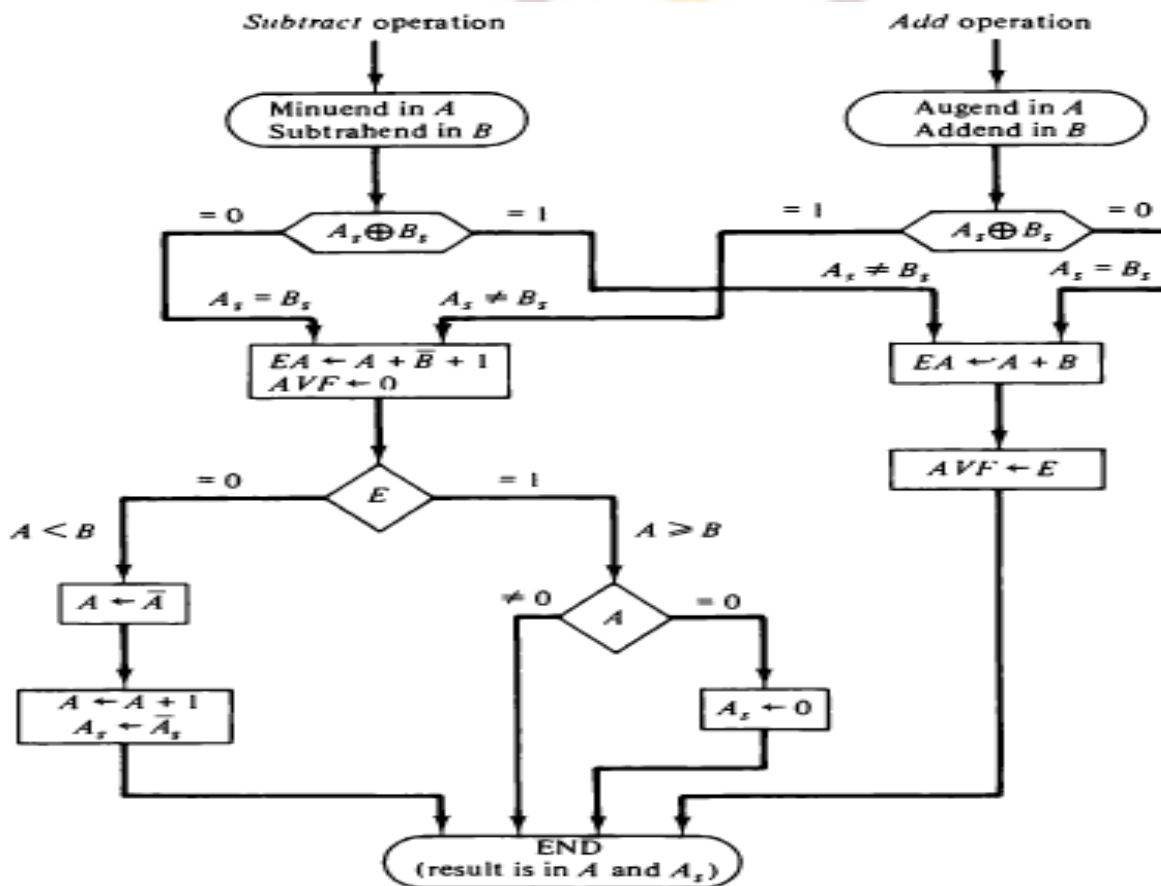 Subtract operation
Add operation
Minuend in A
Subtrahend in B
Augend in A
Addend in B
= 0
A_s ⊕ B_s
= 1
= 1
A_s ⊕ B_s
= 0
A_s = B_s
A_s ≠ B_s
A_s ≠ B_s
A_s = B_s
EA ← A + B̅ + 1
AVF ← 0
EA ← A + B
AVF ← E
= 0
E
= 1
A < B
A ⩾ B
A ← A̅
≠ 0
A
= 0
A ← A + 1
A_s ← A̅_s
A_s ← 0
END
(result is in A and A_s)